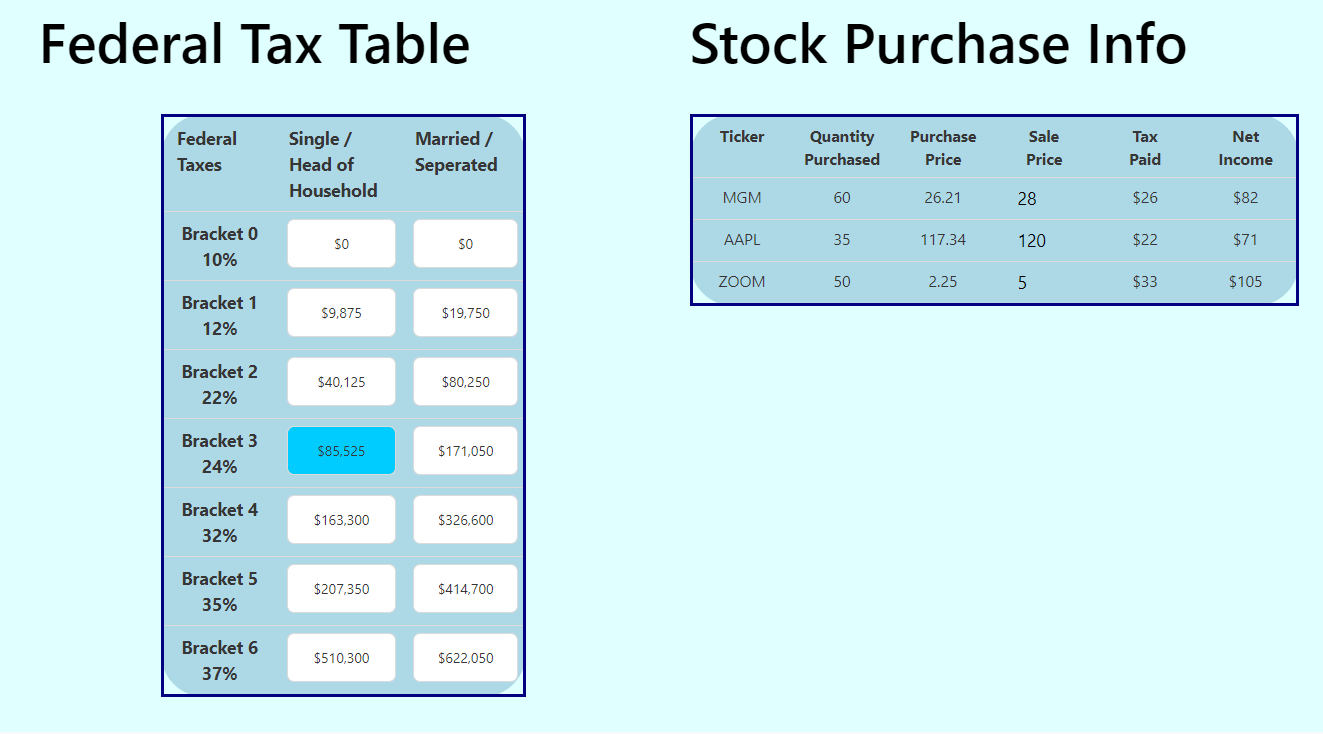 Federal Tax Table
Federal Taxes Single / Head of Household Married / Seperated
Bracket 0 10% $0 $0
Bracket 1 12% $9,875 $19,750
Bracket 2 22% $40,125 $80,250
Bracket 3 24% $85,525 $171,050
Bracket 4 32% $163,300 $326,600
Bracket 5 35% $207,350 $414,700
Bracket 6 37% $510,300 $622,050
Stock Purchase Info
Ticker Quantity Purchased Purchase Price Sale Price Tax Paid Net Income
MGM 60 26.21 28 $26 $82
AAPL 35 117.34 120 $22 $71
ZOOM 50 2.25 5 $33 $105